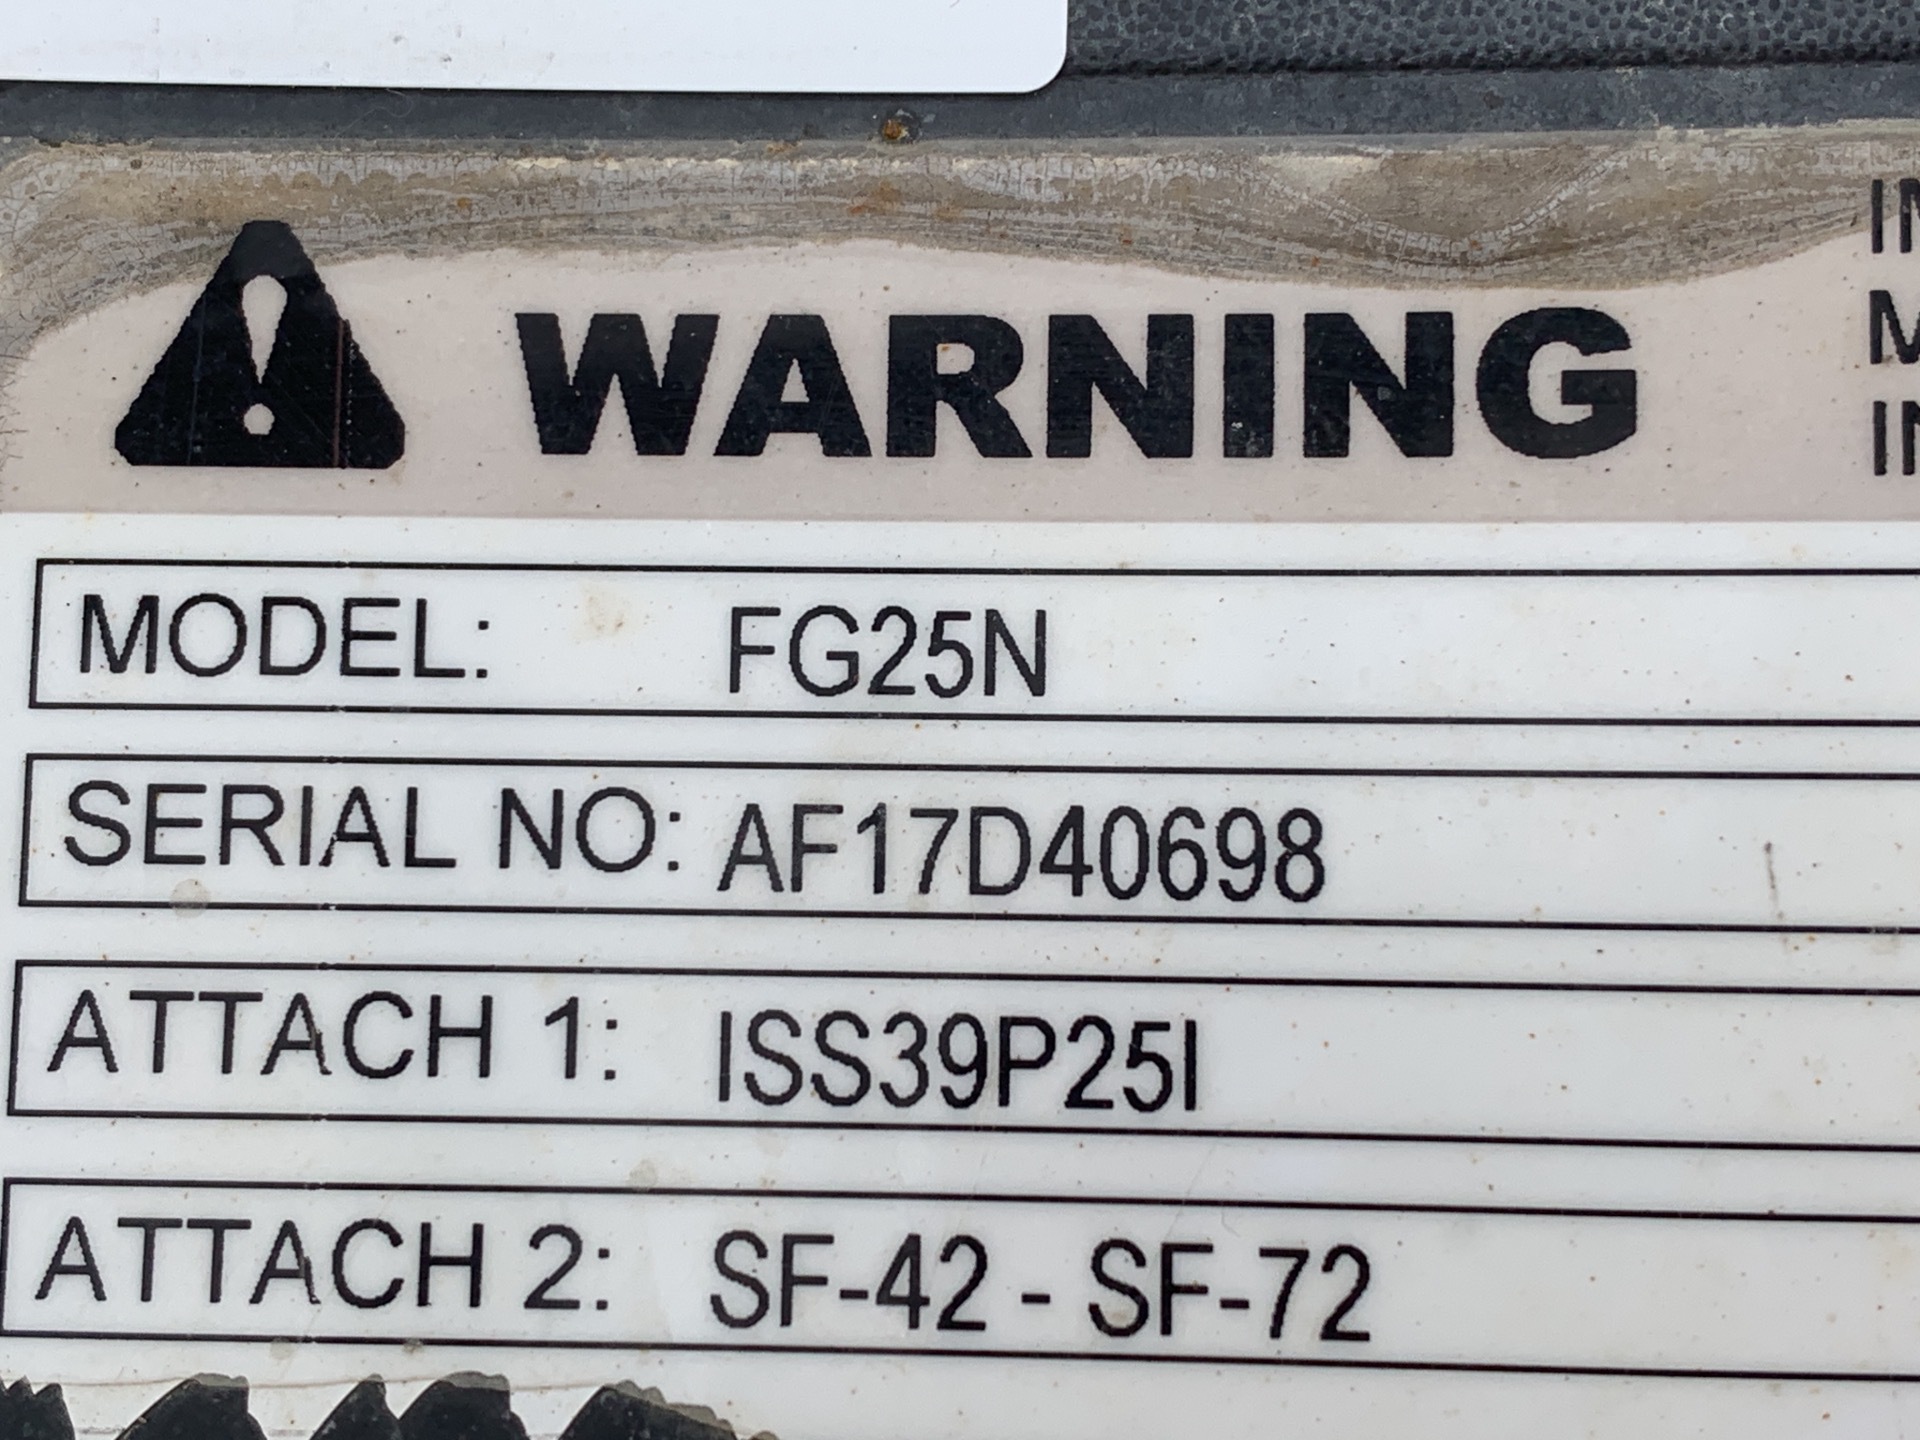 WARNING
MODEL: FG25N
SERIAL NO: AF17D40698
ATTACH 1: ISS39P25I
ATTACH 2: SF-42 - SF-72